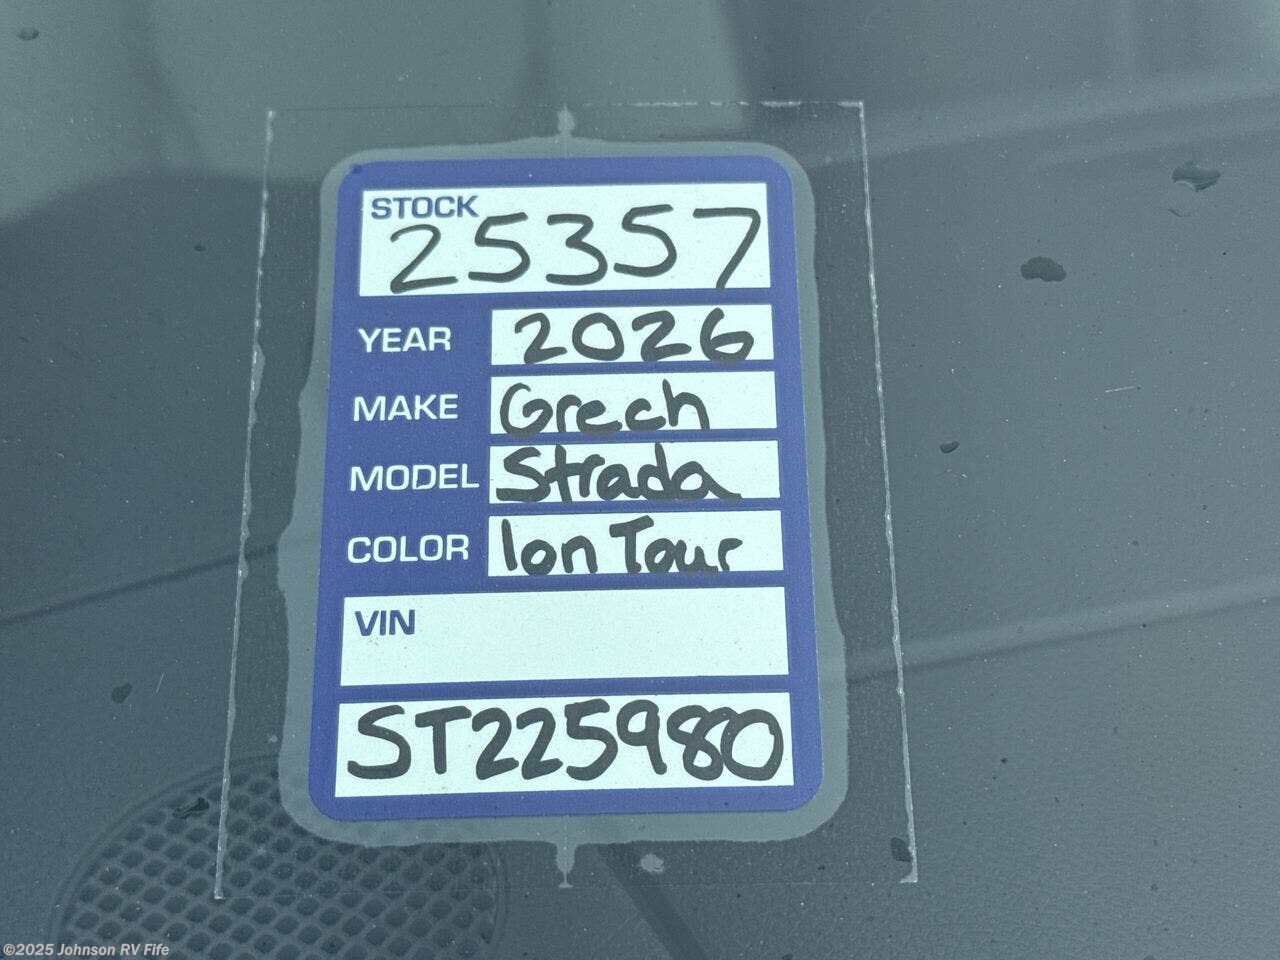 STOCK
25357
YEAR 2026
MAKE Grech
MODEL Strada
COLOR Ion Tour
VIN
ST225980
©2025 Johnson RV Fife